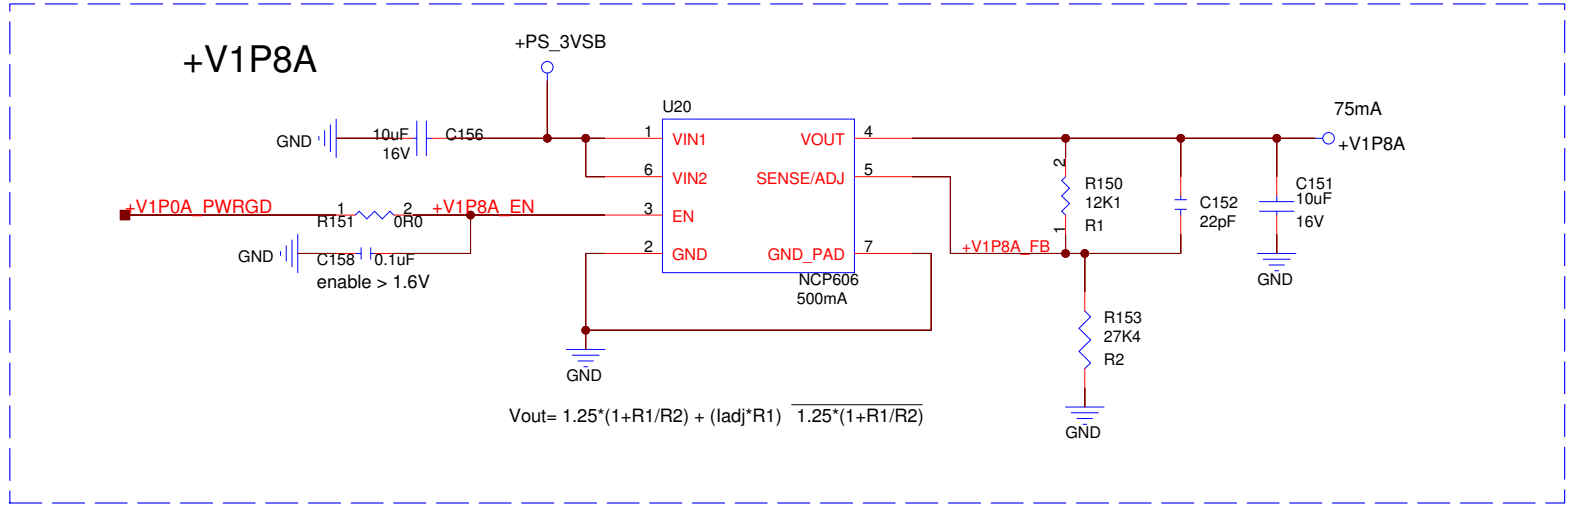 +V1P8A
+PS_3VSB
U20
75mA
GND
10uF
C156
16V
1
VIN1
VOUT
4
+V1P8A
6
VIN2
SENSE/ADJ
5
2
R150
12K1
R1
1
C152
22pF
C151
10uF
16V
+V1P0A_PWRGD
1
R151
2
0R0
+V1P8A_EN
3
EN
GND
C158
0.1uF
enable > 1.6V
2
GND
GND_PAD
7
+V1P8A_FB
NCP606
500mA
GND
R153
27K4
R2
GND
GND
Vout= 1.25*(1+R1/R2) + (Iadj*R1) 1.25*(1+R1/R2)